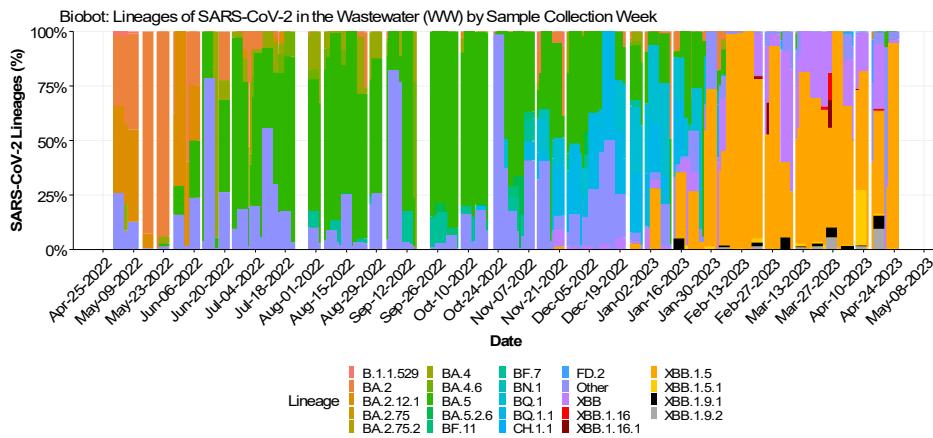 Biobot: Lineages of SARS-CoV-2 in the Wastewater (WW) by Sample Collection Week
SARS-CoV-2 Lineages (%)
100%
75%
50%
25%
0%
Apr-25-2022
May-09-2022
May-23-2022
Jun-06-2022
Jun-20-2022
Jul-04-2022
Jul-18-2022
Aug-01-2022
Aug-15-2022
Aug-29-2022
Sep-12-2022
Sep-26-2022
Oct-10-2022
Oct-24-2022
Nov-07-2022
Nov-21-2022
Dec-05-2022
Dec-19-2022
Jan-02-2023
Jan-16-2023
Jan-30-2023
Feb-13-2023
Feb-27-2023
Mar-13-2023
Mar-27-2023
Apr-10-2023
Apr-24-2023
May-08-2023
Date
Lineage
B.1.1.529
BA.2
BA.2.12.1
BA.2.75
BA.2.75.2
BA.4
BA.4.6
BA.5
BA.5.2.6
BF.11
BF.7
BN.1
BQ.1
BQ.1.1
CH.1.1
FD.2
Other
XBB
XBB.1.16
XBB.1.16.1
XBB.1.5
XBB.1.5.1
XBB.1.9.1
XBB.1.9.2